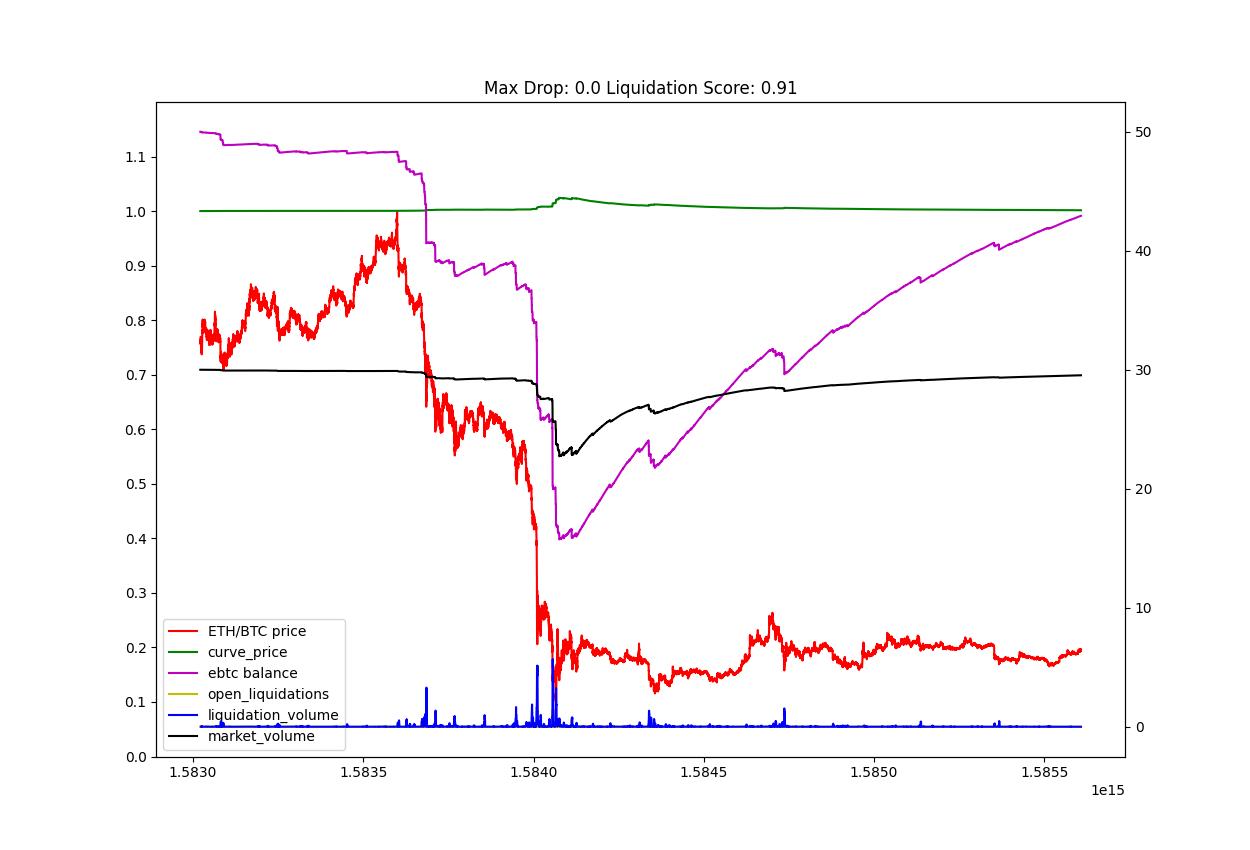 Max Drop: 0.0 Liquidation Score: 0.91
1.1
1.0
0.9
0.8
0.7
0.6
0.5
0.4
0.3
0.2
0.1
0.0
50
40
30
20
10
0
ETH/BTC price
curve_price
ebtc balance
open_liquidations
liquidation_volume
market_volume
1.5830 1.5835 1.5840 1.5845 1.5850 1.5855
1e15